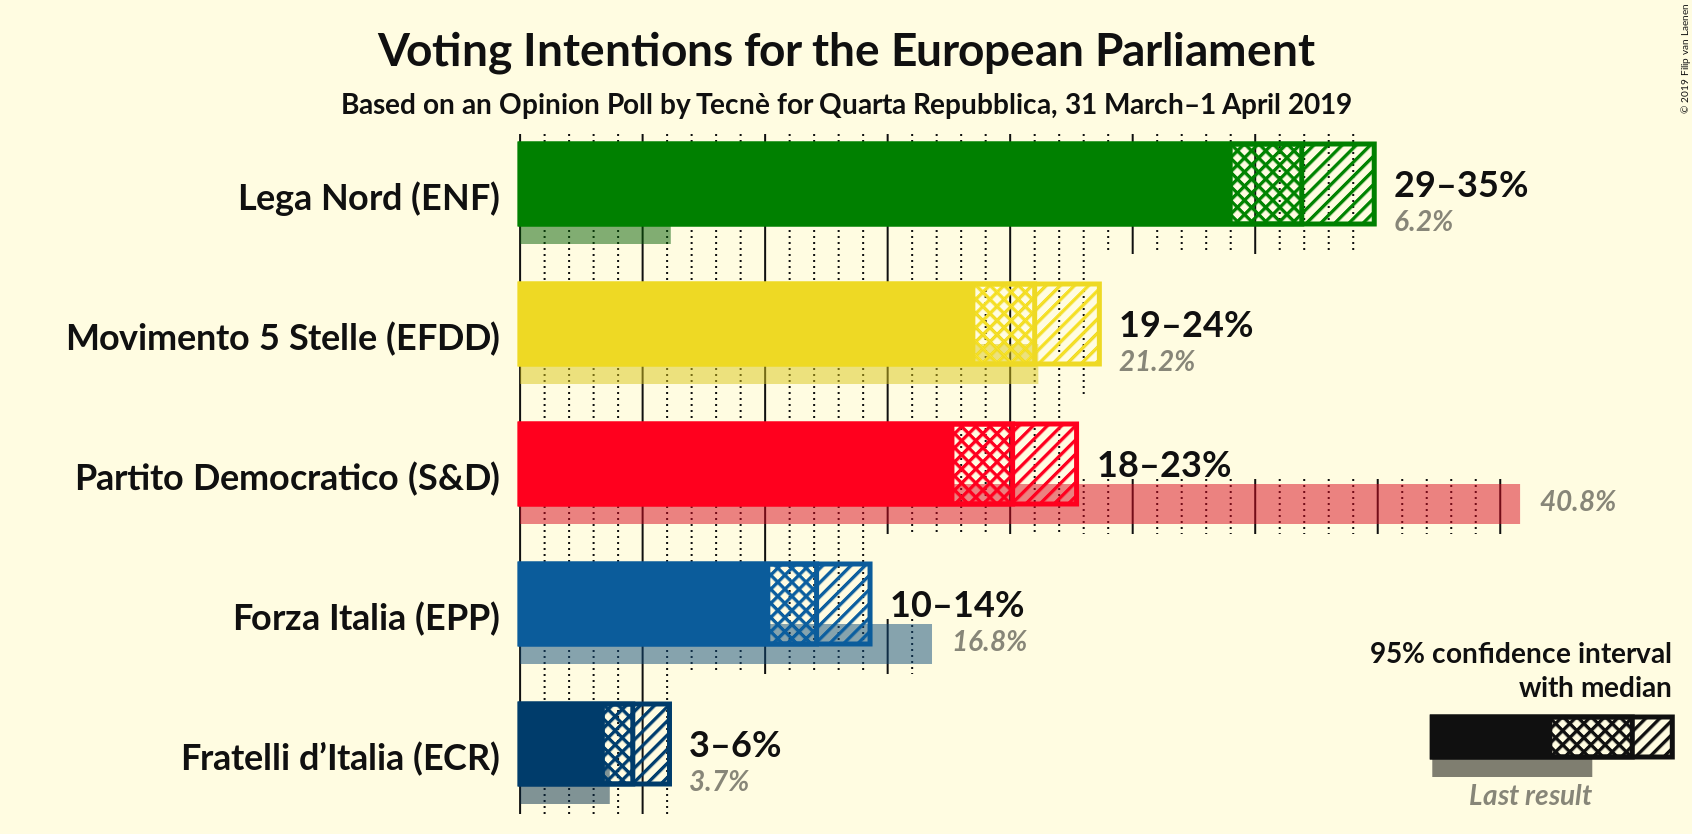 Voting Intentions for the European Parliament
Based on an Opinion Poll by Tecnè for Quarta Repubblica, 31 March–1 April 2019
© 2019 Filip van Laenen
Lega Nord (ENF)
29–35%
6.2%
Movimento 5 Stelle (EFDD)
19–24%
21.2%
Partito Democratico (S&D)
18–23%
40.8%
Forza Italia (EPP)
10–14%
16.8%
Fratelli d’Italia (ECR)
3–6%
3.7%
95% confidence interval
with median
Last result